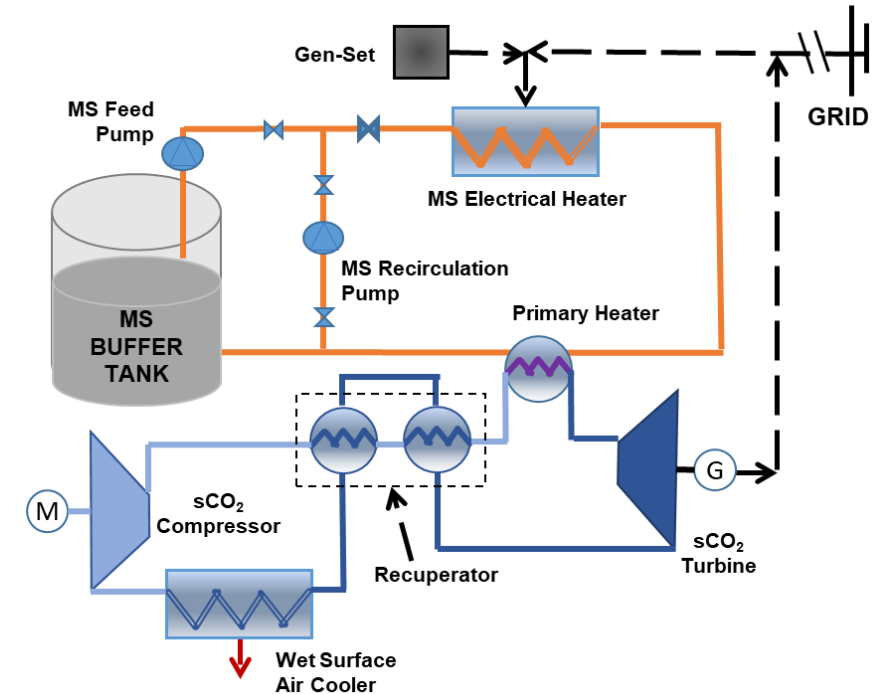 Gen-Set
GRID
MS Feed
Pump
MS Electrical Heater
MS Recirculation
Pump
Primary Heater
MS
BUFFER
TANK
M
sCO₂
Compressor
Recuperator
G
sCO₂
Turbine
Wet Surface
Air Cooler